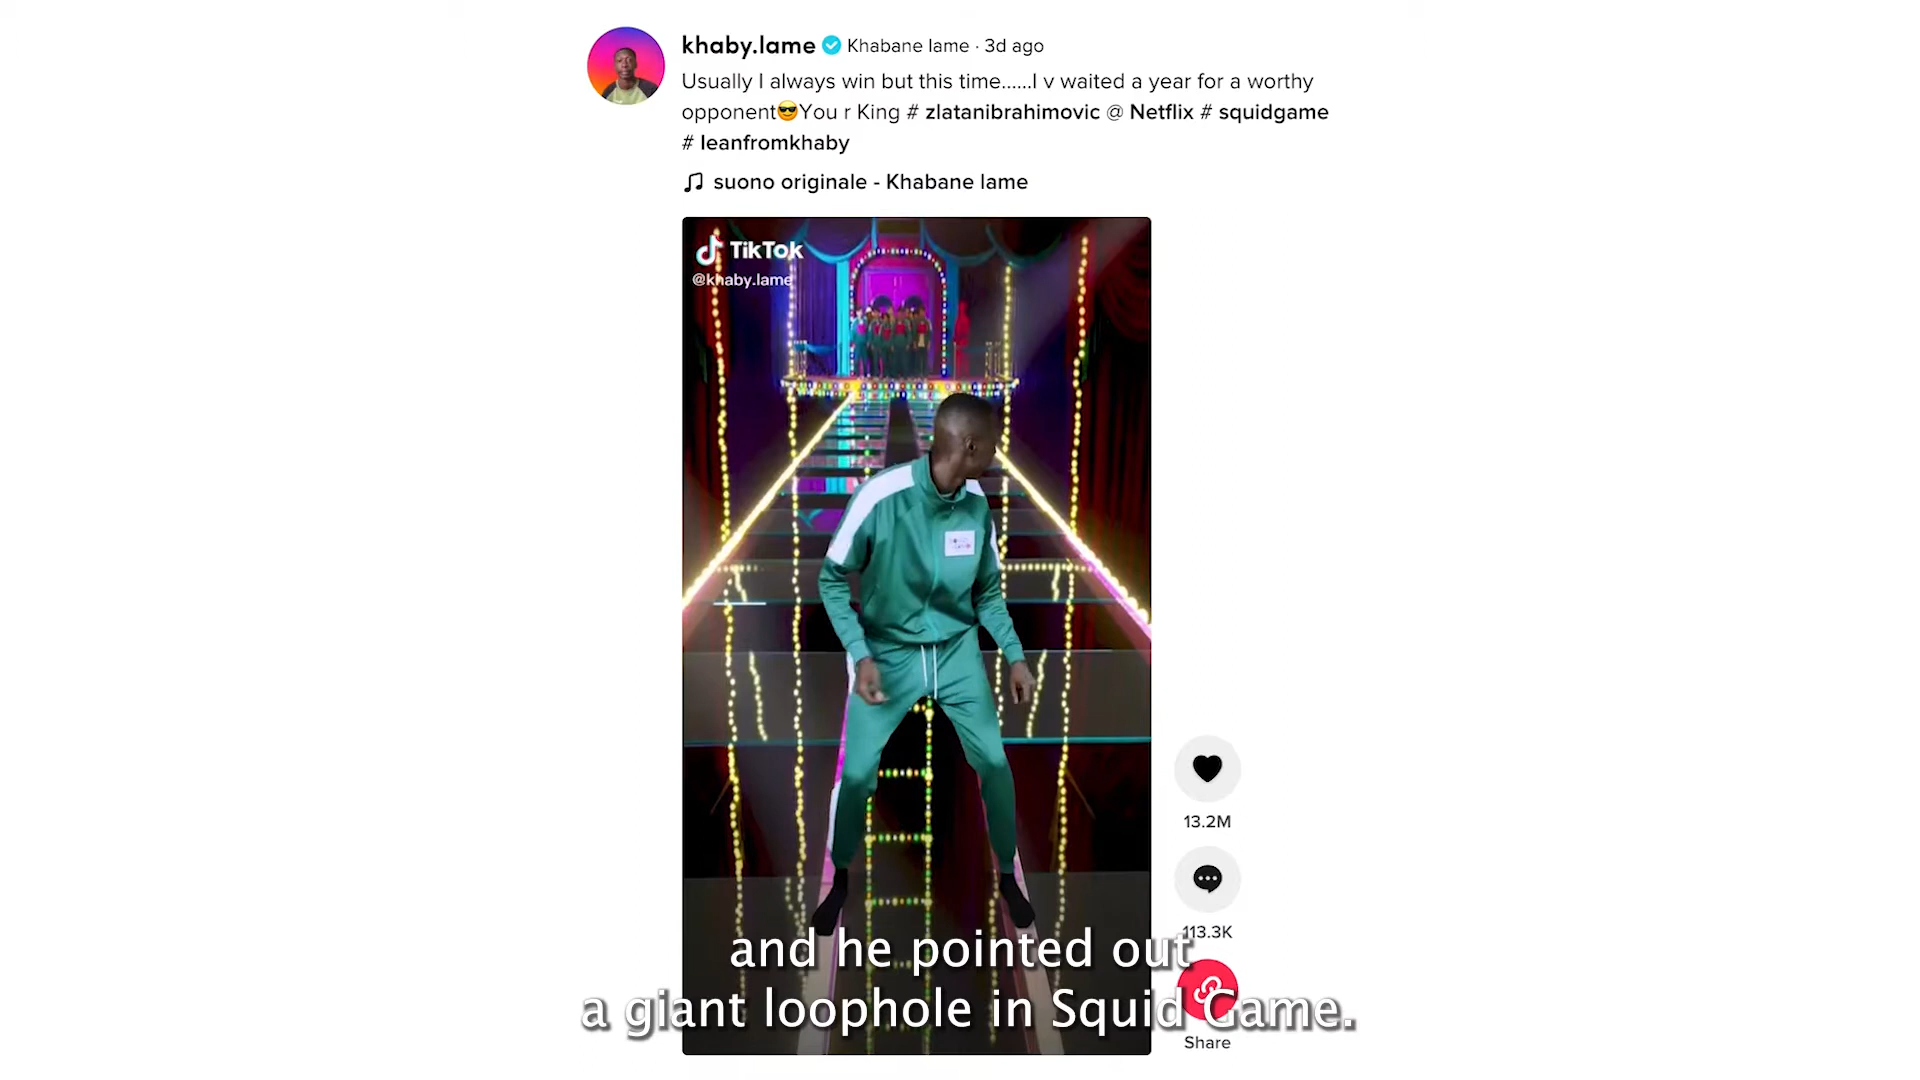 khaby.lame Khabane lame · 3d ago
Usually I always win but this time......I v waited a year for a worthy
opponent😎You r King # zlatanibrahimovic @ Netflix # squidgame
# leanfromkhaby
suono originale - Khabane lame
TikTok
@khaby.lame
13.2M
113.3K
and he pointed out
a giant loophole in Squid Game.
Share